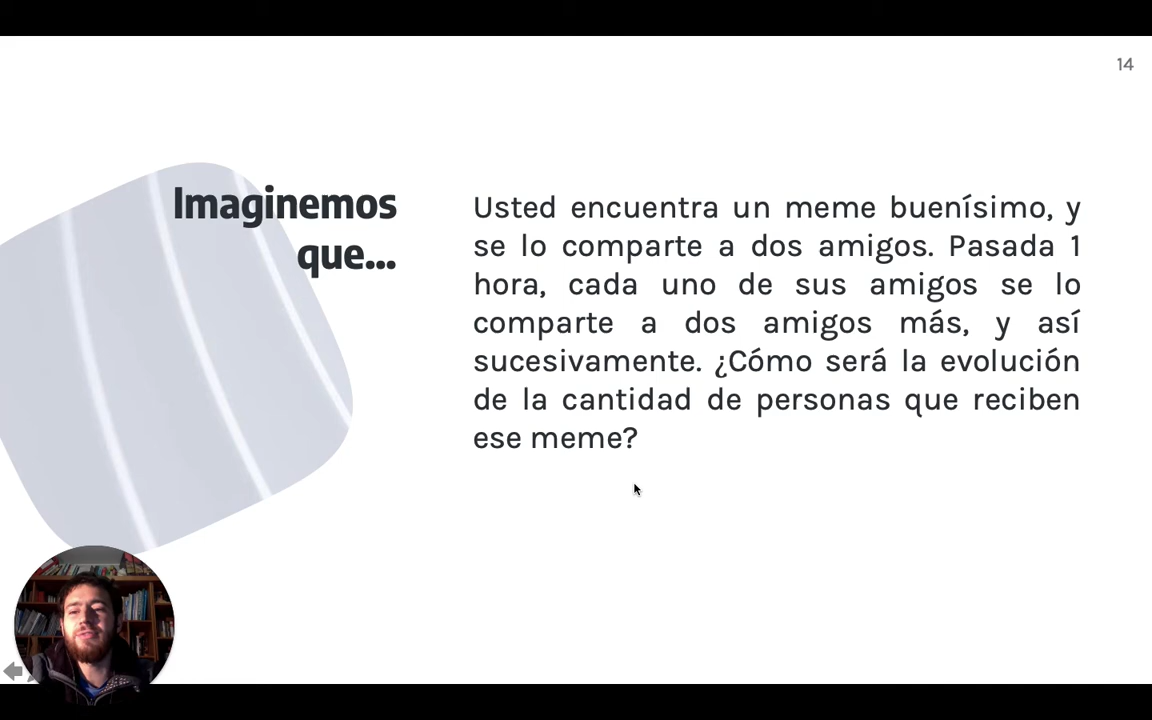 14
Imaginemos
que...
Usted encuentra un meme buenísimo, y
se lo comparte a dos amigos. Pasada 1
hora, cada uno de sus amigos se lo
comparte a dos amigos más, y así
sucesivamente. ¿Cómo será la evolución
de la cantidad de personas que reciben
ese meme?